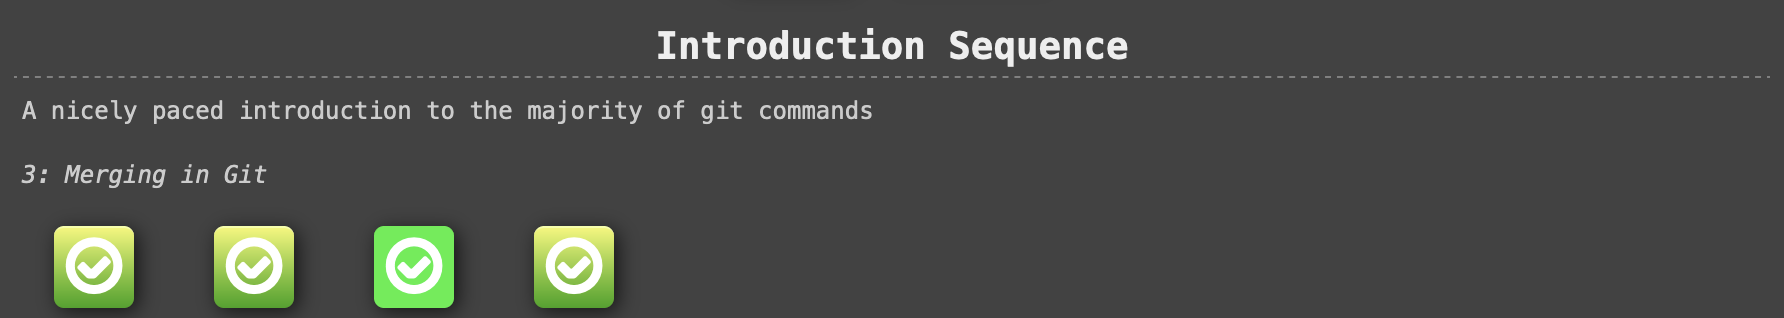 Introduction Sequence
A nicely paced introduction to the majority of git commands
3: Merging in Git